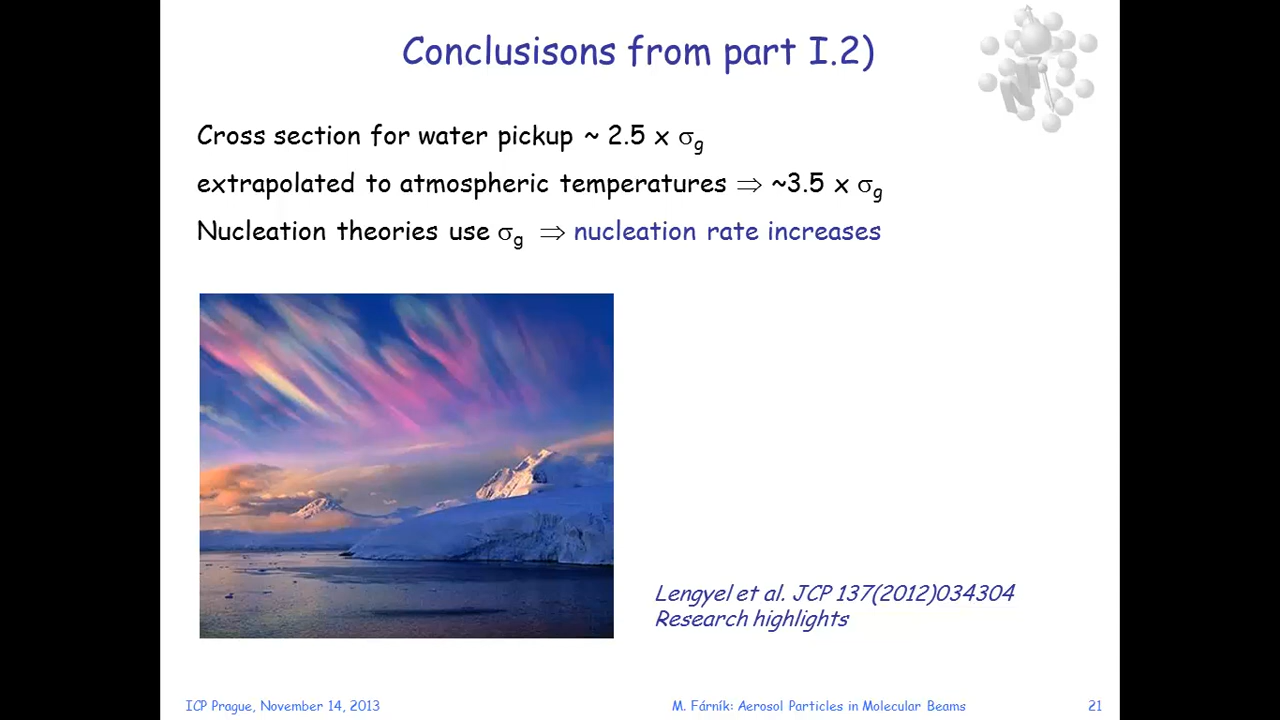 Conclusisons from part I.2)
Cross section for water pickup ~ 2.5 x σg
extrapolated to atmospheric temperatures ⇒ ~3.5 x σg
Nucleation theories use σg ⇒ nucleation rate increases
Lengyel et al. JCP 137(2012)034304
Research highlights
ICP Prague, November 14, 2013
M. Fárník: Aerosol Particles in Molecular Beams
21